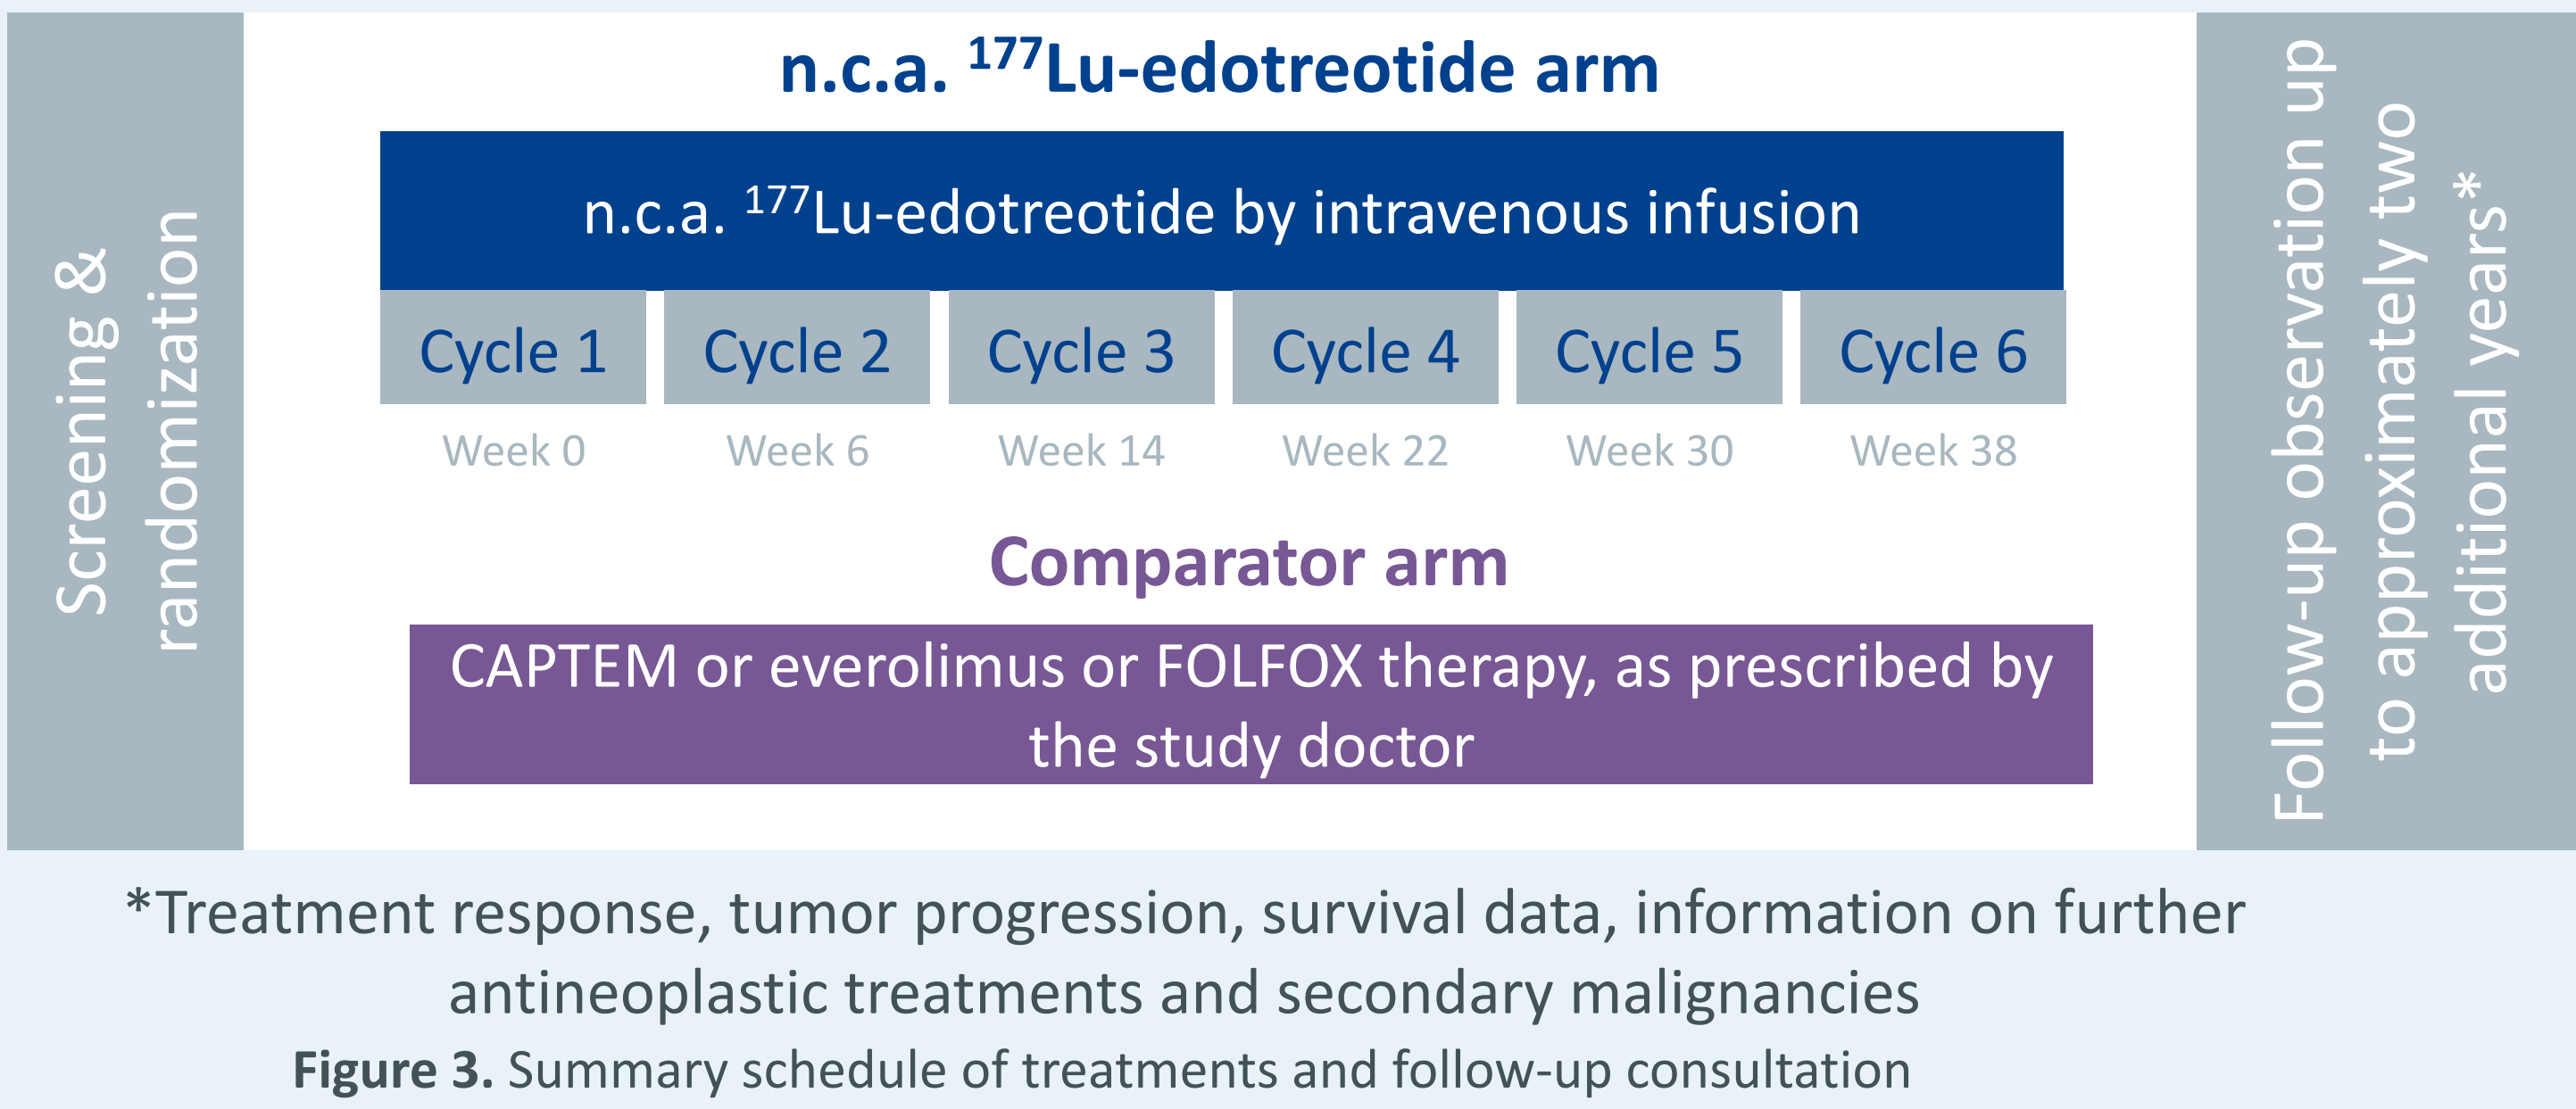 Screening &
randomization
n.c.a. ¹⁷⁷Lu-edotreotide arm
n.c.a. ¹⁷⁷Lu-edotreotide by intravenous infusion
Cycle 1 Cycle 2 Cycle 3 Cycle 4 Cycle 5 Cycle 6
Week 0 Week 6 Week 14 Week 22 Week 30 Week 38
Comparator arm
CAPTEM or everolimus or FOLFOX therapy, as prescribed by
the study doctor
Follow-up observation up
to approximately two
additional years*
*Treatment response, tumor progression, survival data, information on further
antineoplastic treatments and secondary malignancies
Figure 3. Summary schedule of treatments and follow-up consultation